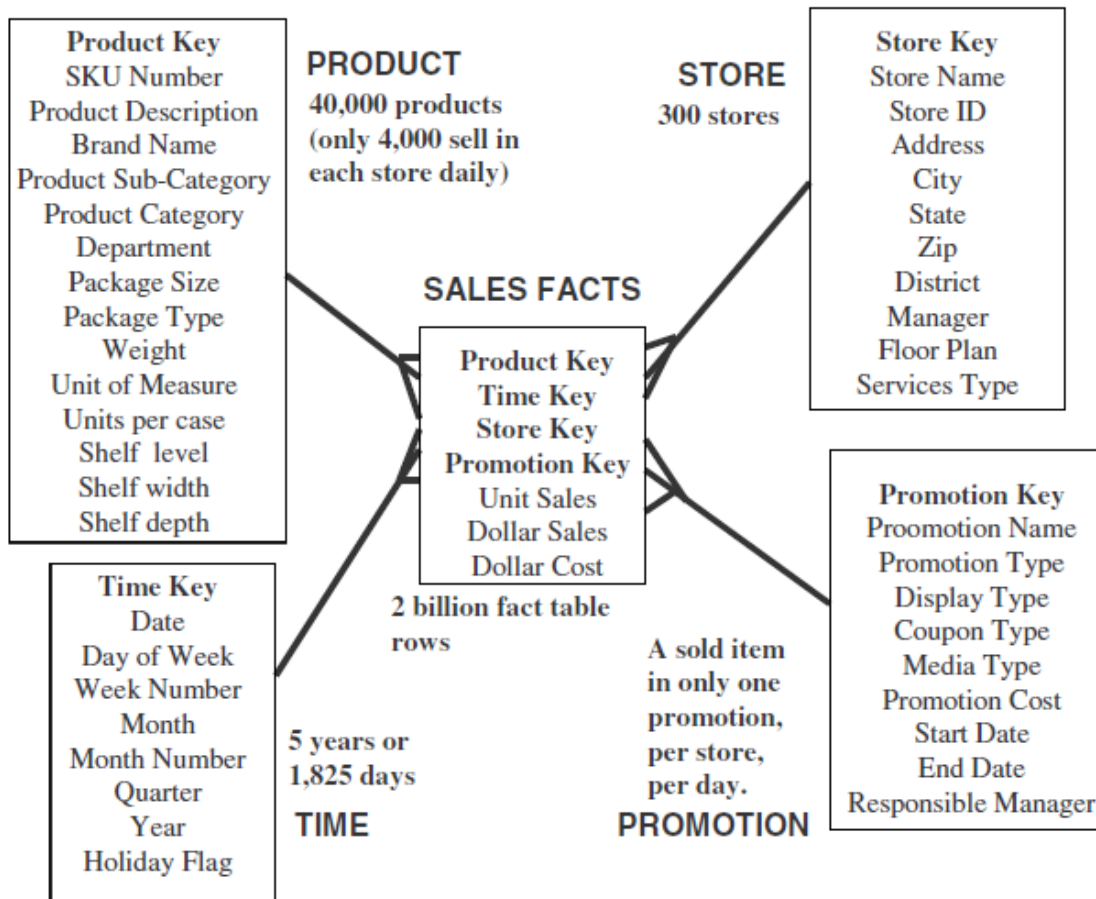 Product Key
SKU Number
Product Description
Brand Name
Product Sub-Category
Product Category
Department
Package Size
Package Type
Weight
Unit of Measure
Units per case
Shelf level
Shelf width
Shelf depth
PRODUCT
40,000 products
(only 4,000 sell in
each store daily)
STORE
300 stores
Store Key
Store Name
Store ID
Address
City
State
Zip
District
Manager
Floor Plan
Services Type
SALES FACTS
Product Key
Time Key
Store Key
Promotion Key
Unit Sales
Dollar Sales
Dollar Cost
2 billion fact table
rows
Time Key
Date
Day of Week
Week Number
Month
Month Number
Quarter
Year
Holiday Flag
5 years or
1,825 days
TIME
A sold item
in only one
promotion,
per store,
per day.
PROMOTION
Promotion Key
Proomotion Name
Promotion Type
Display Type
Coupon Type
Media Type
Promotion Cost
Start Date
End Date
Responsible Manager